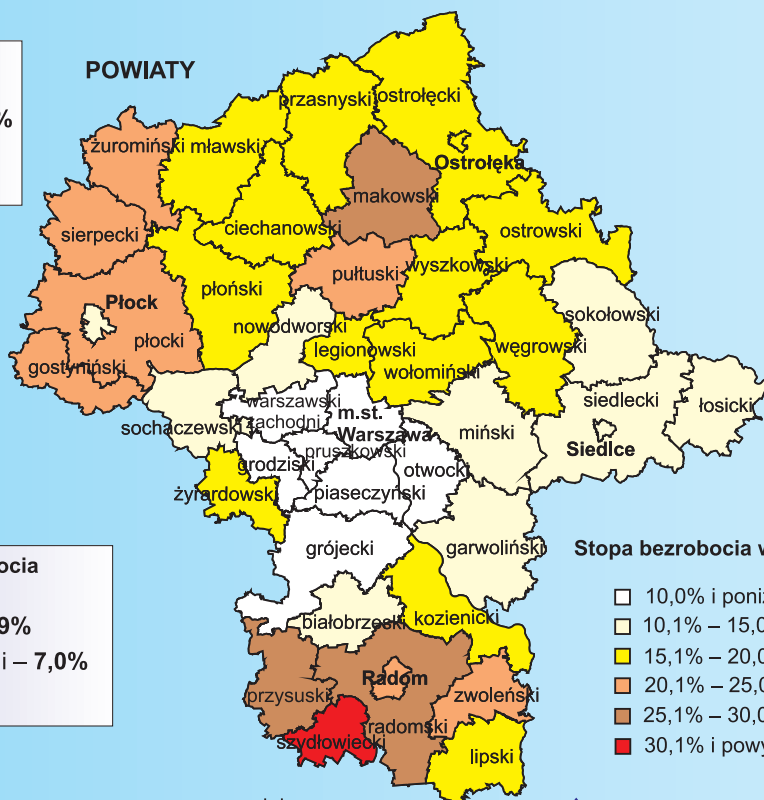 POWIATY
%
przasnyski
ostrołęcki
żuromiński
mławski
Ostrołęka
makowski
sierpecki
ciechanowski
ostrowski
pułtuski
wyszkowski
płoński
Płock
nowodworski
sokołowski
płocki
legionowski
węgrowski
gostyniński
wołomiński
siedlecki
warszawski
zachodni
m.st.
Warszawa
łosicki
sochaczewski
miński
Siedlce
pruszkowski
grodziski
otwocki
żyrardowski
piaseczyński
grójecki
garwoliński
białobrzeski
kozienicki
Radom
przysuski
zwoleński
radomski
szydłowiecki
lipski
ocia
9%
i – 7,0%
Stopa bezrobocia w
10,0% i poniż
10,1% – 15,0
15,1% – 20,0
20,1% – 25,0
25,1% – 30,0
30,1% i powy